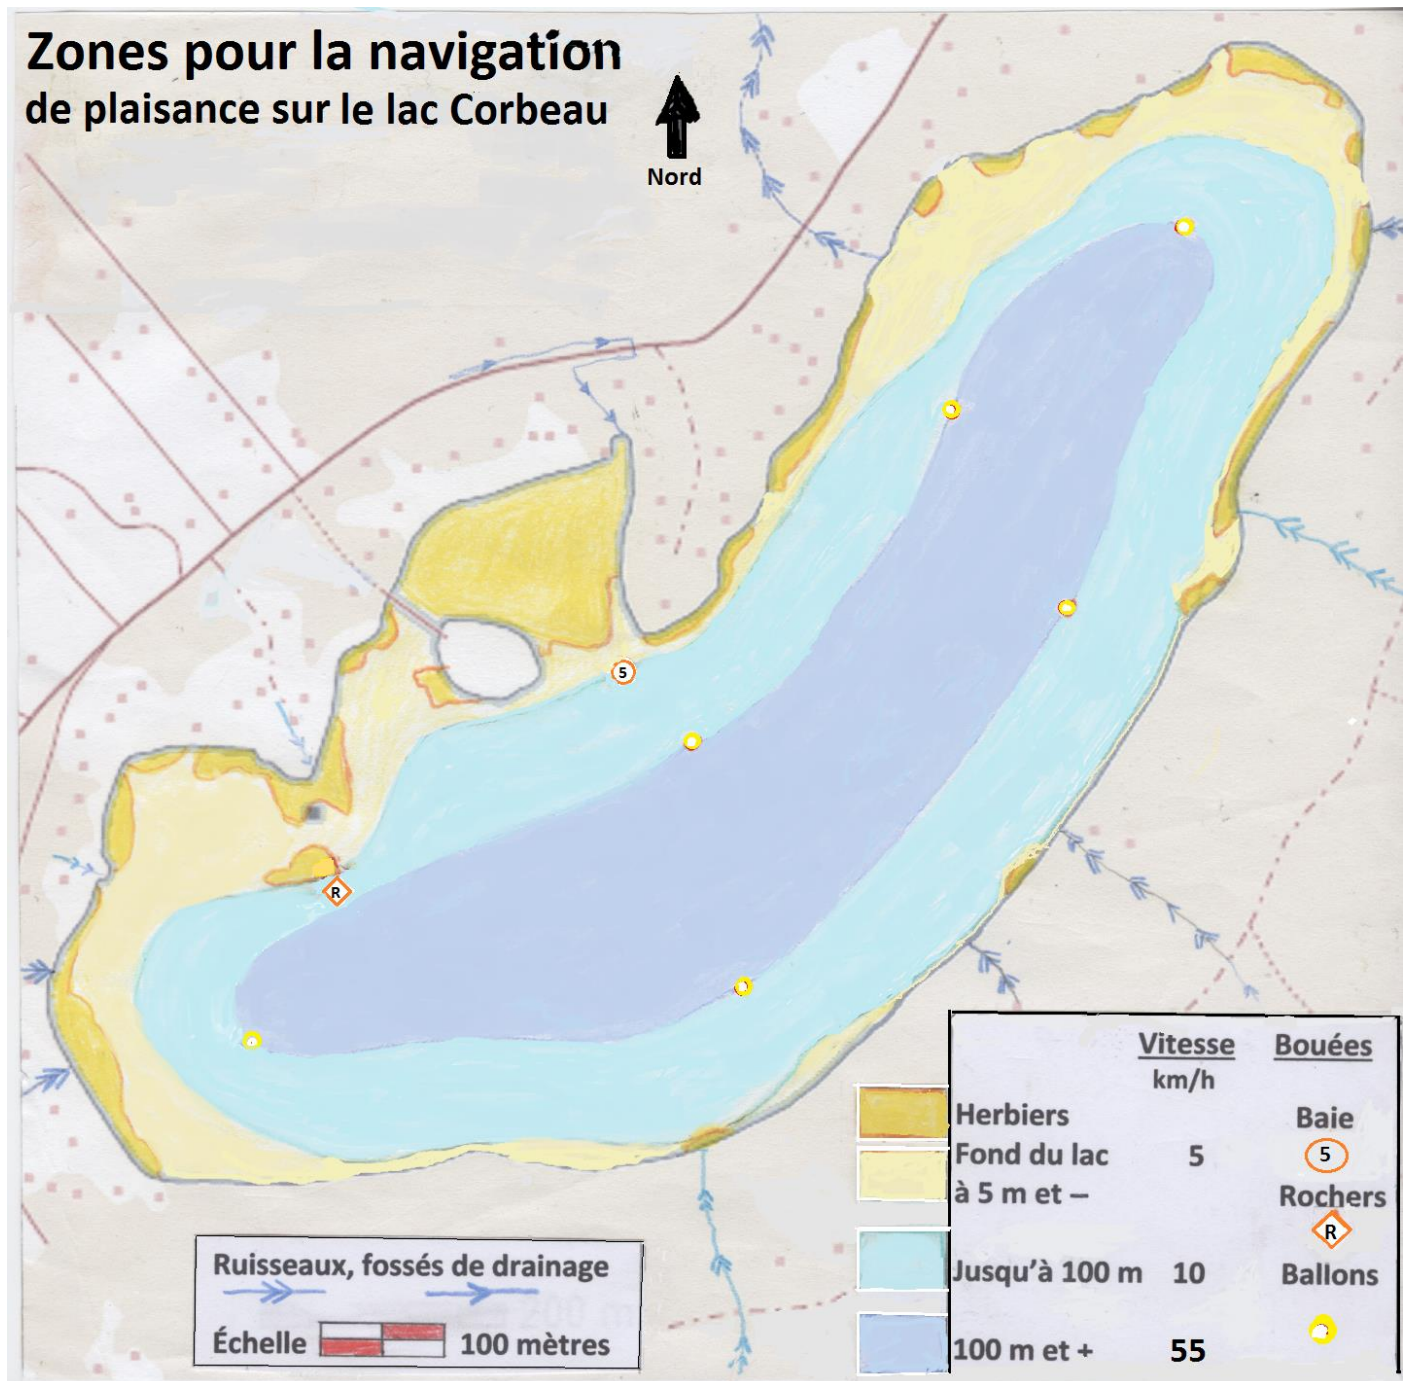 Zones pour la navigation
de plaisance sur le lac Corbeau
Nord
5
R
Vitesse Bouées
km/h
Herbiers Baie
Fond du lac 5 5
à 5 m et – Rochers
R
Jusqu'à 100 m 10 Ballons
100 m et + 55
Ruisseaux, fossés de drainage
Échelle 100 mètres